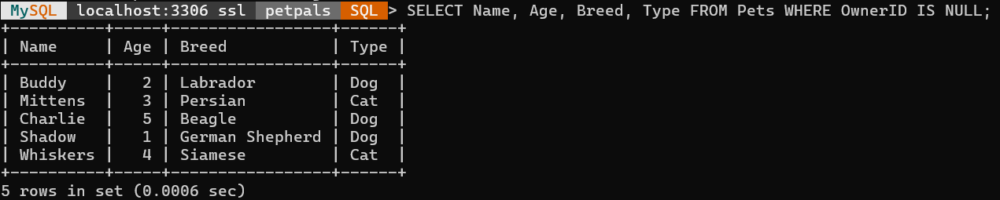 MySQL localhost:3306 ssl petpals SQL > SELECT Name, Age, Breed, Type FROM Pets WHERE OwnerID IS NULL;
+----------+-----+-----------------+------+
| Name     | Age | Breed           | Type |
+----------+-----+-----------------+------+
| Buddy    |   2 | Labrador        | Dog  |
| Mittens  |   3 | Persian         | Cat  |
| Charlie  |   5 | Beagle          | Dog  |
| Shadow   |   1 | German Shepherd | Dog  |
| Whiskers |   4 | Siamese         | Cat  |
+----------+-----+-----------------+------+
5 rows in set (0.0006 sec)